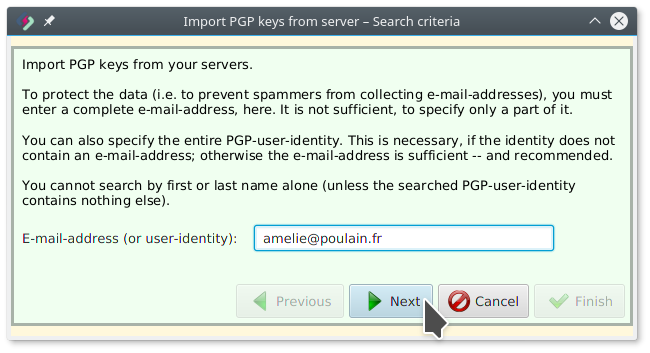 Import PGP keys from server – Search criteria
Import PGP keys from your servers.
To protect the data (i.e. to prevent spammers from collecting e-mail-addresses), you must
enter a complete e-mail-address, here. It is not sufficient, to specify only a part of it.
You can also specify the entire PGP-user-identity. This is necessary, if the identity does not
contain an e-mail-address; otherwise the e-mail-address is sufficient -- and recommended.
You cannot search by first or last name alone (unless the searched PGP-user-identity
contains nothing else).
E-mail-address (or user-identity): amelie@poulain.fr
Previous Next Cancel Finish